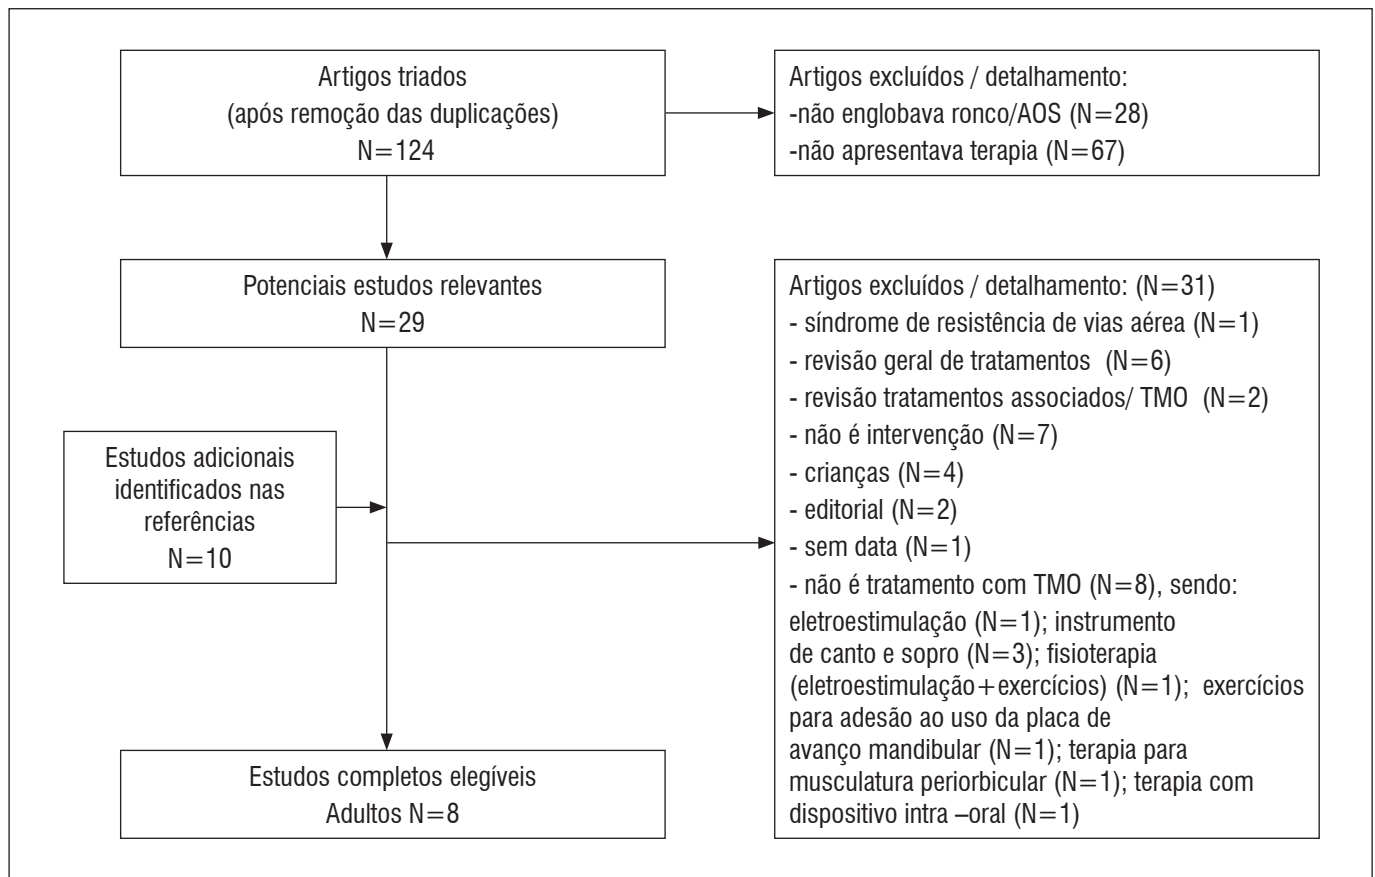 Artigos triados
(após remoção das duplicações)
N=124
Artigos excluídos / detalhamento:
-não englobava ronco/AOS (N=28)
-não apresentava terapia (N=67)
Potenciais estudos relevantes
N=29
Estudos adicionais
identificados nas
referências
N=10
Artigos excluídos / detalhamento: (N=31)
- síndrome de resistência de vias aérea (N=1)
- revisão geral de tratamentos (N=6)
- revisão tratamentos associados/ TMO (N=2)
- não é intervenção (N=7)
- crianças (N=4)
- editorial (N=2)
- sem data (N=1)
- não é tratamento com TMO (N=8), sendo:
eletroestimulação (N=1); instrumento
de canto e sopro (N=3); fisioterapia
(eletroestimulação+exercícios) (N=1); exercícios
para adesão ao uso da placa de
avanço mandibular (N=1); terapia para
musculatura periorbicular (N=1); terapia com
dispositivo intra –oral (N=1)
Estudos completos elegíveis
Adultos N=8